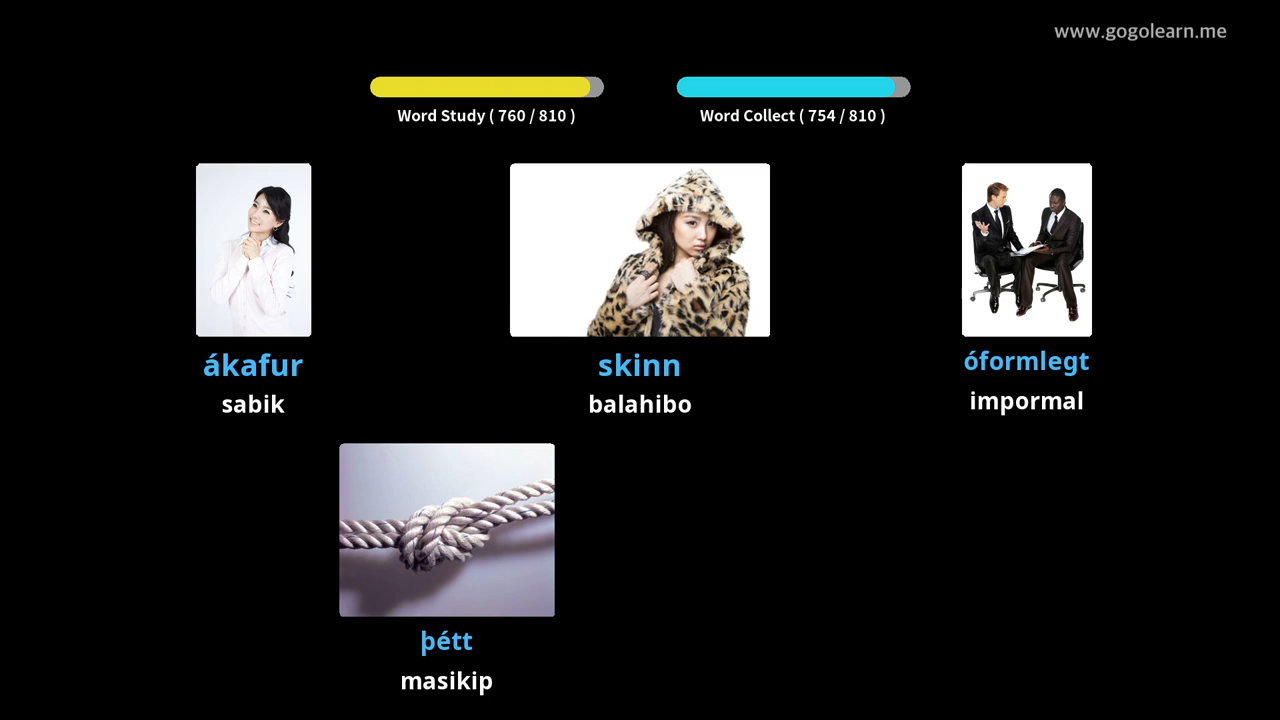 www.gogolearn.me
Word Study ( 760 / 810 )
Word Collect ( 754 / 810 )
ákafur
sabik
skinn
balahibo
óformlegt
impormal
þétt
masikip